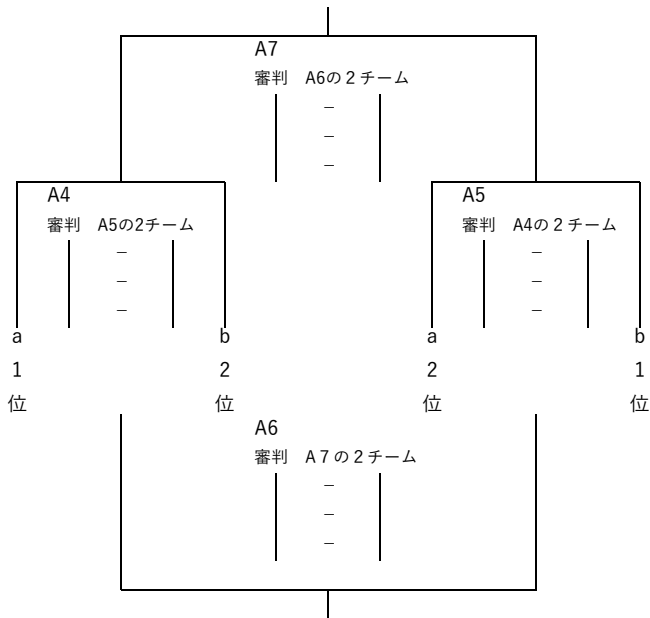 A7
審判　A6の２チーム
–
–
–
A4
審判　A5の2チーム
–
–
–
A5
審判　A4の２チーム
–
–
–
a
1
位
b
2
位
a
2
位
b
1
位
A6
審判　A７の２チーム
–
–
–